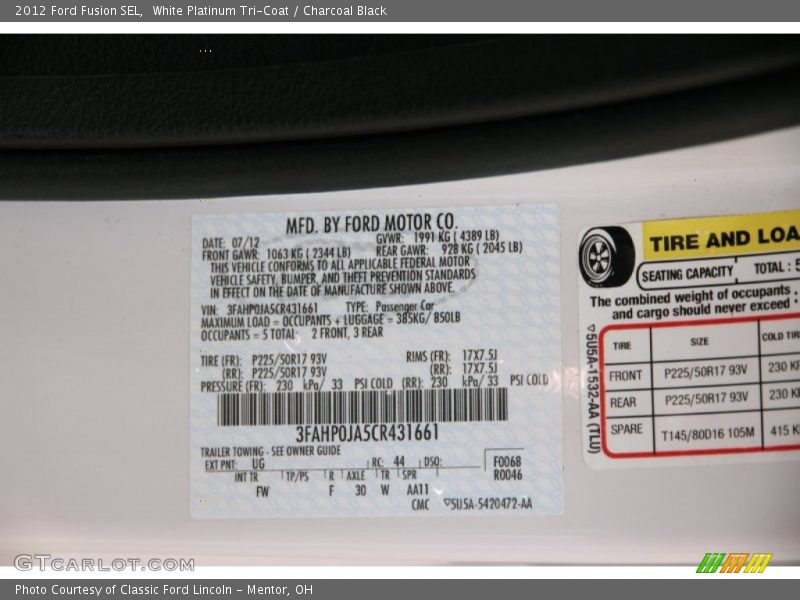 2012 Ford Fusion SEL,  White Platinum Tri-Coat / Charcoal Black
MFD. BY FORD MOTOR CO.
DATE: 07/12   GVWR: 1991 KG ( 4389 LB)
FRONT GAWR: 1063 KG ( 2344 LB)   REAR GAWR: 928 KG ( 2045 LB)
THIS VEHICLE CONFORMS TO ALL APPLICABLE FEDERAL MOTOR
VEHICLE SAFETY, BUMPER, AND THEFT PREVENTION STANDARDS
IN EFFECT ON THE DATE OF MANUFACTURE SHOWN ABOVE.
VIN: 3FAHP0JA5CR431661   TYPE: Passenger Car
MAXIMUM LOAD = OCCUPANTS + LUGGAGE = 385KG/ 850LB
OCCUPANTS = 5 TOTAL:   2 FRONT, 3 REAR
TIRE (FR): P225/50R17 93V   RIMS (FR): 17X7.5J
(RR): P225/50R17 93V   (RR): 17X7.5J
PRESSURE (FR): 230 kPa/ 33 PSI COLD (RR): 230 kPa/ 33 PSI COLD
3FAHP0JA5CR431661
TRAILER TOWING - SEE OWNER GUIDE
EXT PNT: UG   RC: 44   DSO:   F0068
INT TR   TP/PS   R   AXLE   TR   SPR   R0046
FW   F   30   W   AA11
CMC   5U5A-5420472-AA
TIRE AND LOA
SEATING CAPACITY   TOTAL : 5
The combined weight of occupants
and cargo should never exceed
TIRE   SIZE   COLD TIR
FRONT   P225/50R17 93V   230 KP
REAR   P225/50R17 93V   230 K
SPARE   T145/80D16 105M   415 K
5U5A-1532-AA (TLU)
GTCARLOT.COM
Photo Courtesy of Classic Ford Lincoln - Mentor, OH